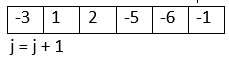 -3 1 2 -5 -6 -1
j = j + 1